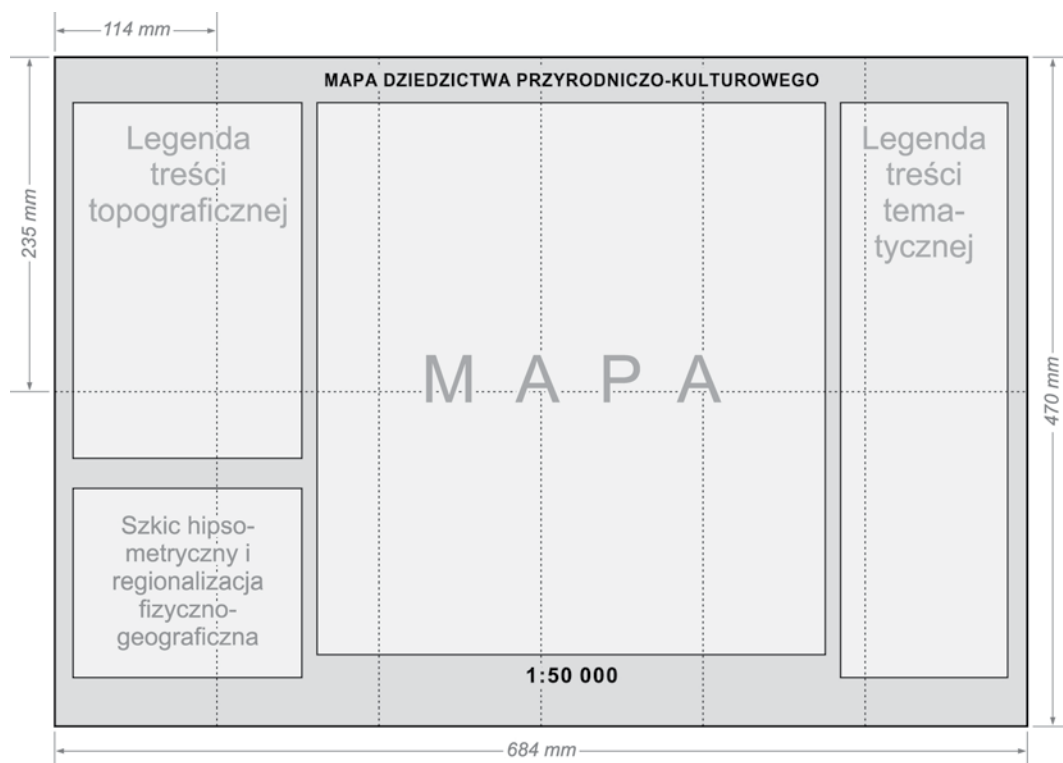 114 mm
MAPA DZIEDZICTWA PRZYRODNICZO-KULTUROWEGO
Legenda
treści
topograficznej
Legenda
treści
tema-
tycznej
235 mm
M A P A
470 mm
Szkic hipso-
metryczny i
regionalizacja
fizyczno-
geograficzna
1:50 000
684 mm